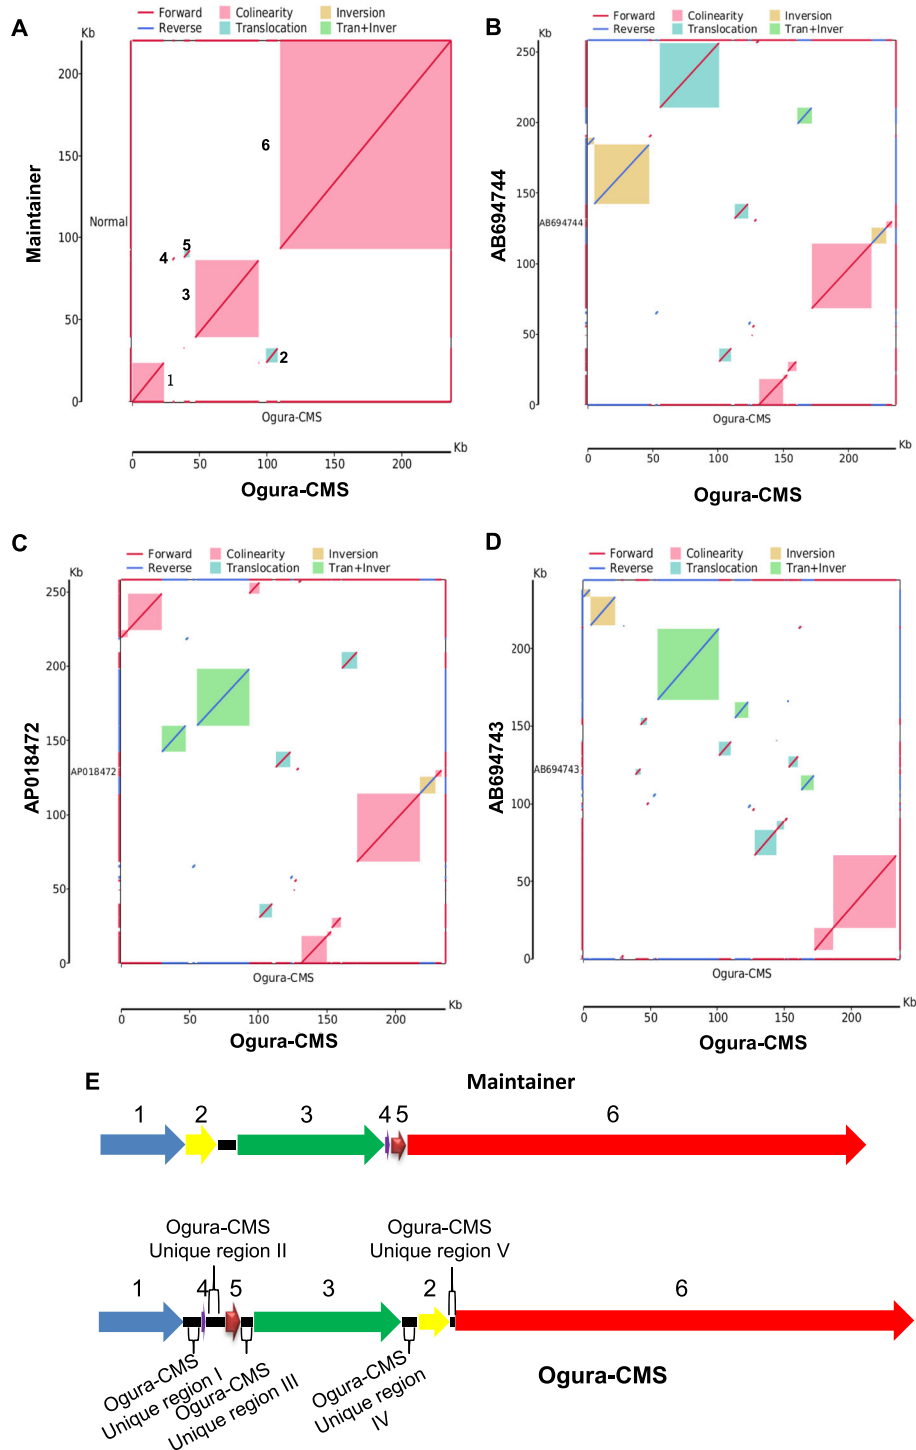 A
Forward Colinearity Inversion
Reverse Translocation Tran+Inver
Kb
200
150
100
50
0
Maintainer
Normal
6
5
4
3
2
1
Ogura-CMS
Kb
0 50 100 150 200
Ogura-CMS
B
Forward Colinearity Inversion
Reverse Translocation Tran+Inver
Kb
250
200
150
100
50
0
AB694744
AB694744
Ogura-CMS
Kb
0 50 100 150 200
Ogura-CMS
C
Forward Colinearity Inversion
Reverse Translocation Tran+Inver
Kb
250
200
150
100
50
0
AP018472
AP018472
Ogura-CMS
Kb
0 50 100 150 200
Ogura-CMS
D
Forward Colinearity Inversion
Reverse Translocation Tran+Inver
Kb
200
150
100
50
0
AB694743
AB694743
Ogura-CMS
Kb
0 50 100 150 200
Ogura-CMS
E
Maintainer
1 2 3 4 5 6
Ogura-CMS
Unique region II
Ogura-CMS
Unique region V
1 4 5 3 2 6
Ogura-CMS
Unique region I
Ogura-CMS
Unique region III
Ogura-CMS
Unique region
IV
Ogura-CMS